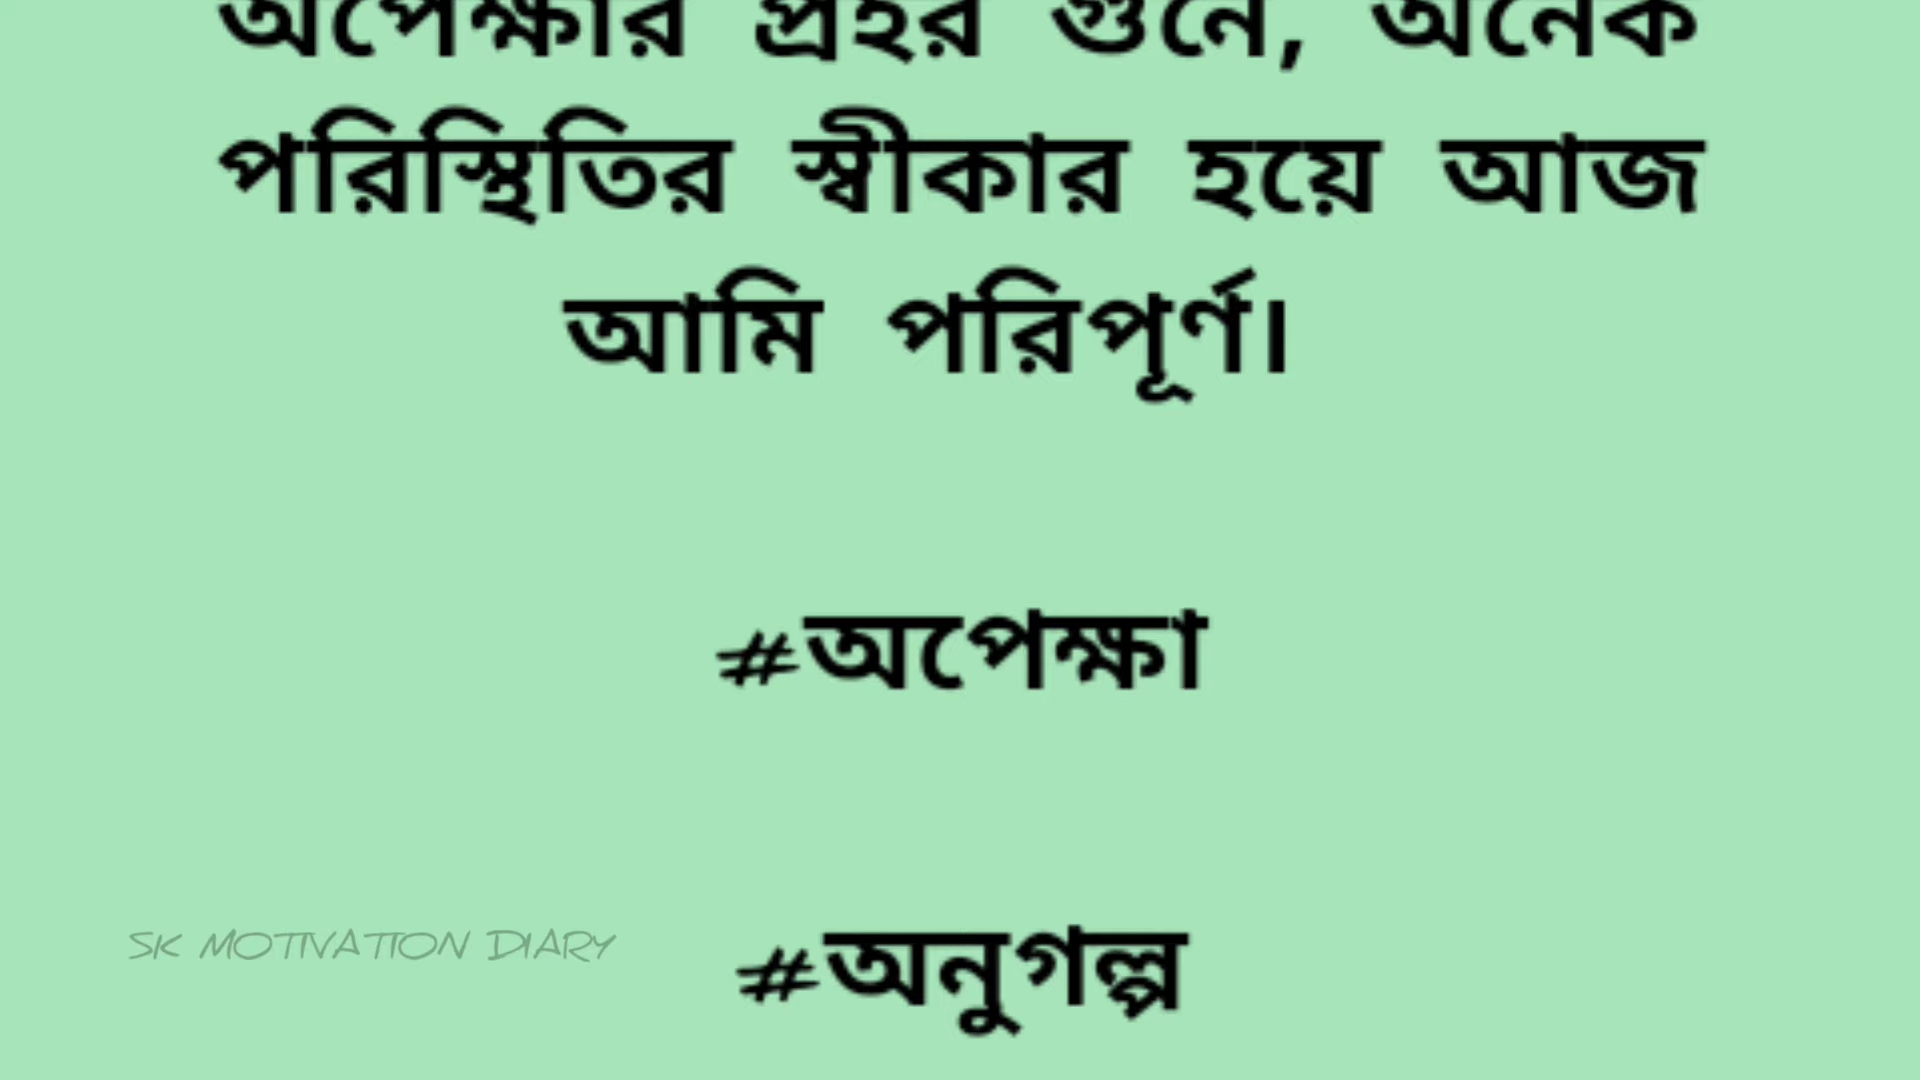 অপেক্ষার প্রহর গুনে, অনেক
পরিস্থিতির স্বীকার হয়ে আজ
আমি পরিপূর্ণ।
#অপেক্ষা
SK MOTIVATION DIARY
#অনুগল্প